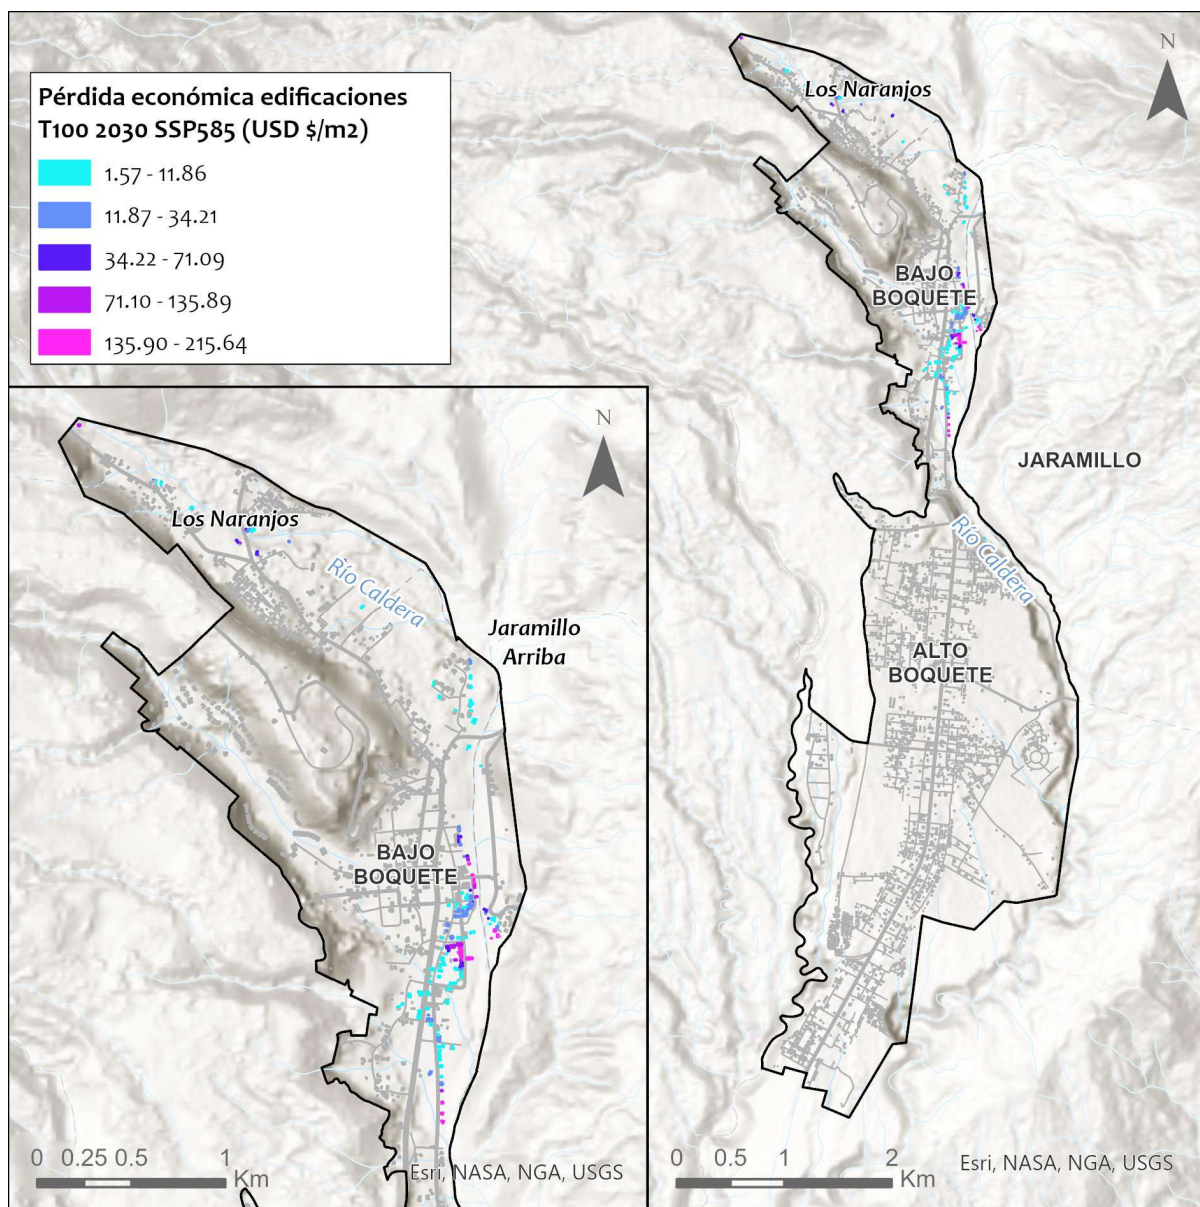 Pérdida económica edificaciones
T100 2030 SSP585 (USD $/m2)
1.57 - 11.86
11.87 - 34.21
34.22 - 71.09
71.10 - 135.89
135.90 - 215.64
N
Los Naranjos
BAJO
BOQUETE
JARAMILLO
Río Caldera
ALTO
BOQUETE
0 0.5 1 2
Km
Esri, NASA, NGA, USGS
N
Los Naranjos
Río Caldera
Jaramillo
Arriba
BAJO
BOQUETE
0 0.25 0.5 1
Km
Esri, NASA, NGA, USGS